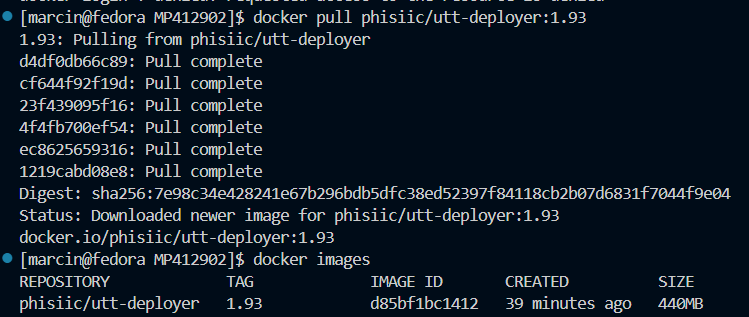 [marcin@fedora MP412902]$ docker pull phisiic/utt-deployer:1.93
1.93: Pulling from phisiic/utt-deployer
d4df0db66c89: Pull complete
cf644f92f19d: Pull complete
23f439095f16: Pull complete
4f4fb700ef54: Pull complete
ec8625659316: Pull complete
1219cabd08e8: Pull complete
Digest: sha256:7e98c34e428241e67b296bdb5dfc38ed52397f84118cb2b07d6831f7044f9e04
Status: Downloaded newer image for phisiic/utt-deployer:1.93
docker.io/phisiic/utt-deployer:1.93
[marcin@fedora MP412902]$ docker images
REPOSITORY TAG IMAGE ID CREATED SIZE
phisiic/utt-deployer 1.93 d85bf1bc1412 39 minutes ago 440MB